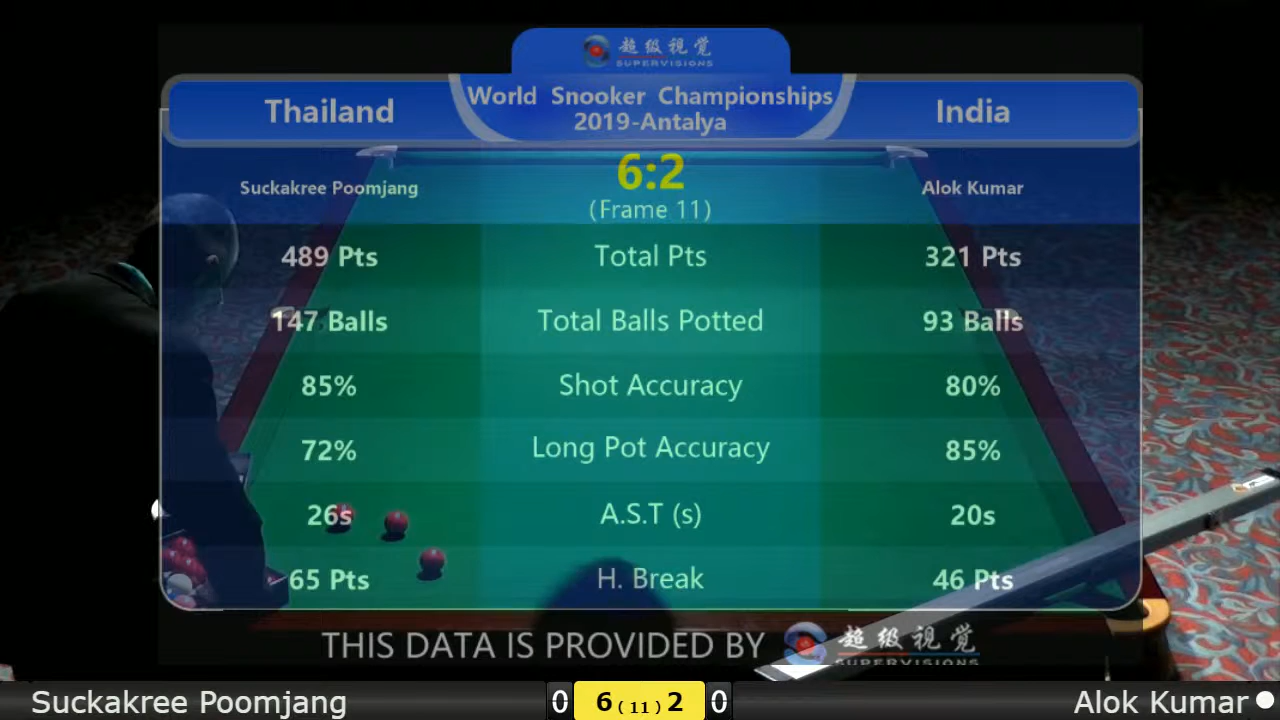 超级视觉
SUPERVISIONS
Thailand
World Snooker Championships
2019-Antalya
India
Suckakree Poomjang
6:2
Alok Kumar
(Frame 11)
489 Pts Total Pts 321 Pts
147 Balls Total Balls Potted 93 Balls
85% Shot Accuracy 80%
72% Long Pot Accuracy 85%
26s A.S.T (s) 20s
65 Pts H. Break 46 Pts
THIS DATA IS PROVIDED BY 超级视觉
SUPERVISIONS
Suckakree Poomjang 0 6 (11) 2 0 Alok Kumar